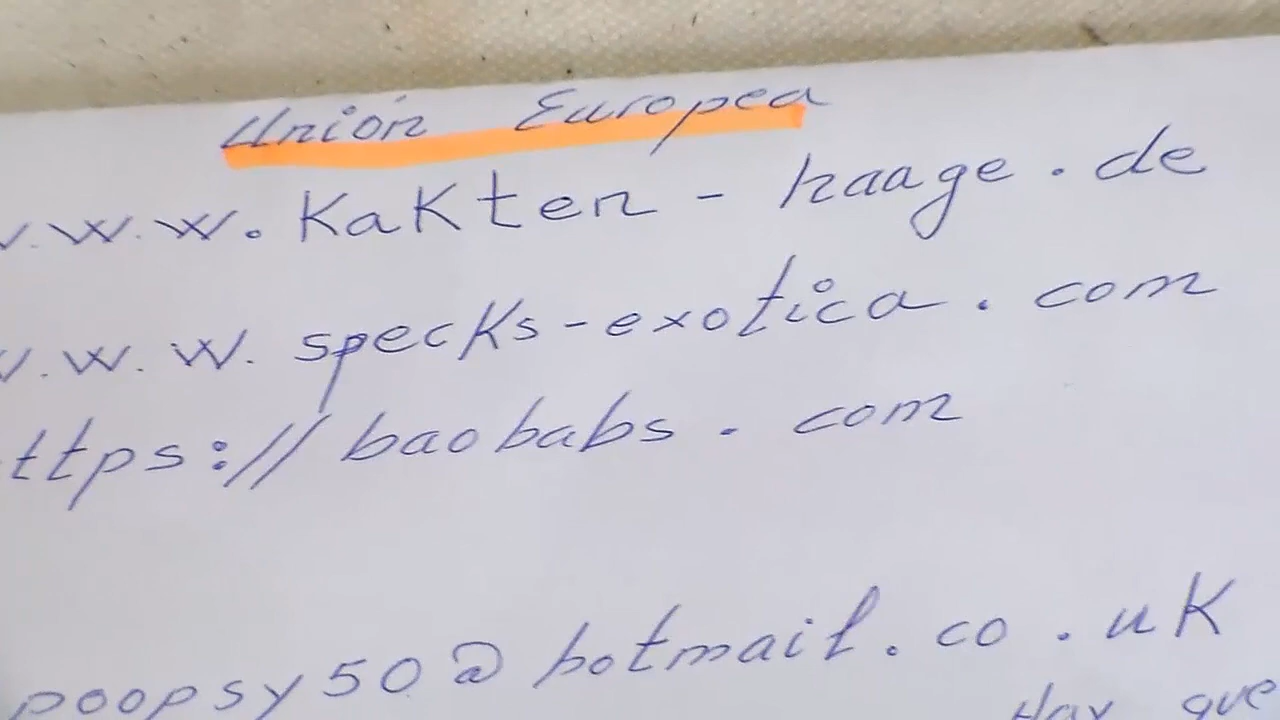 Unión Europea
w.w.w.Kakten-haage.de
w.w.w.specks-exotica.com
ttps://baobabs.com
poopsy50@hotmail.co.uk
Hay que